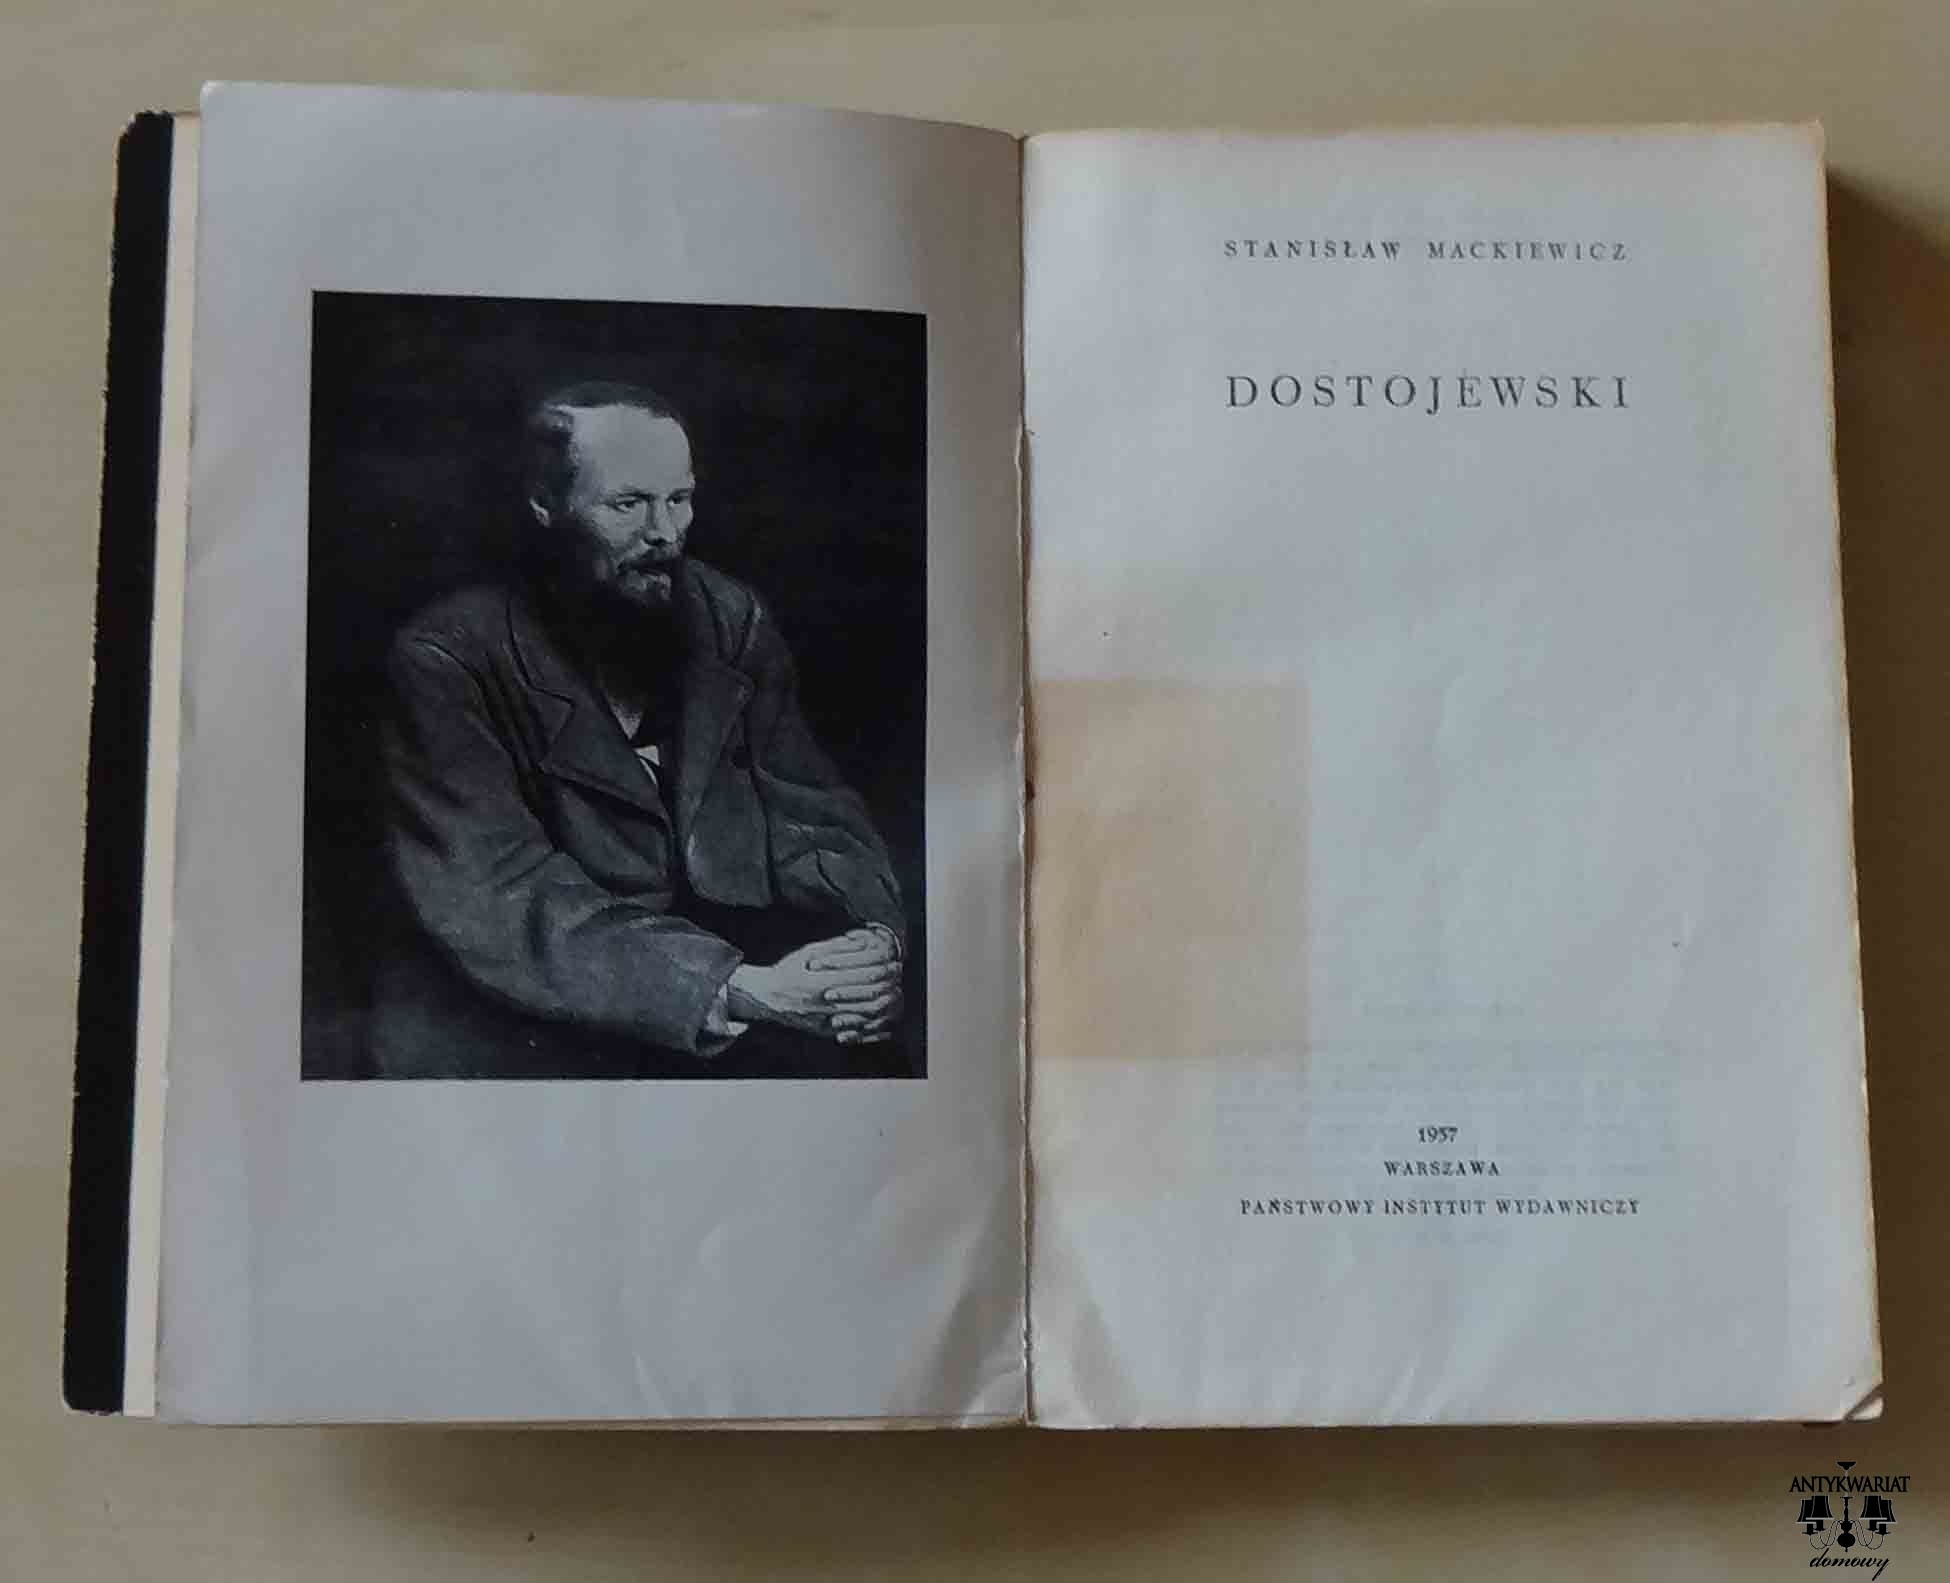 STANISŁAW MACKIEWICZ
DOSTOJEWSKI
1957
WARSZAWA
PAŃSTWOWY INSTYTUT WYDAWNICZY
ANTYKWARIAT
domowy